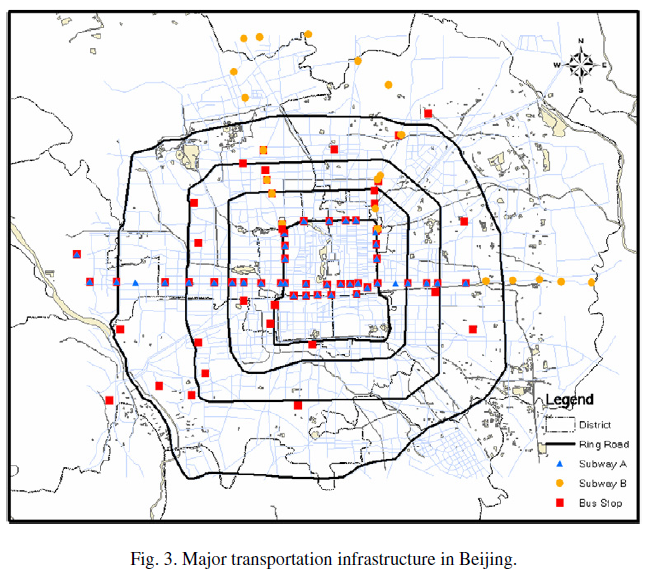 N
W E
S
Legend
District
Ring Road
Subway A
Subway B
Bus Stop
Fig. 3. Major transportation infrastructure in Beijing.